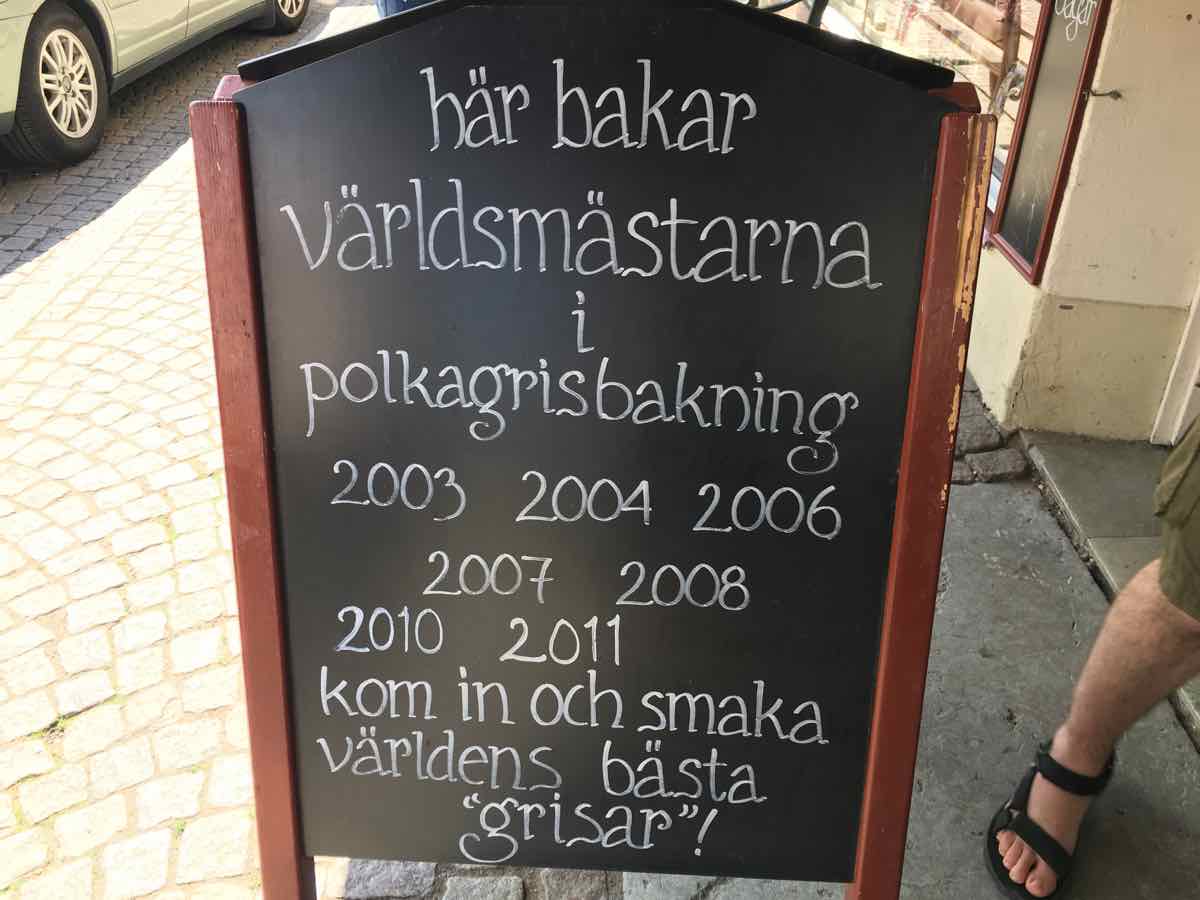 här bakar
världsmästarna
i
polkagrisbakning
2003 2004 2006
2007 2008
2010 2011
kom in och smaka
världens bästa
"grisar"!